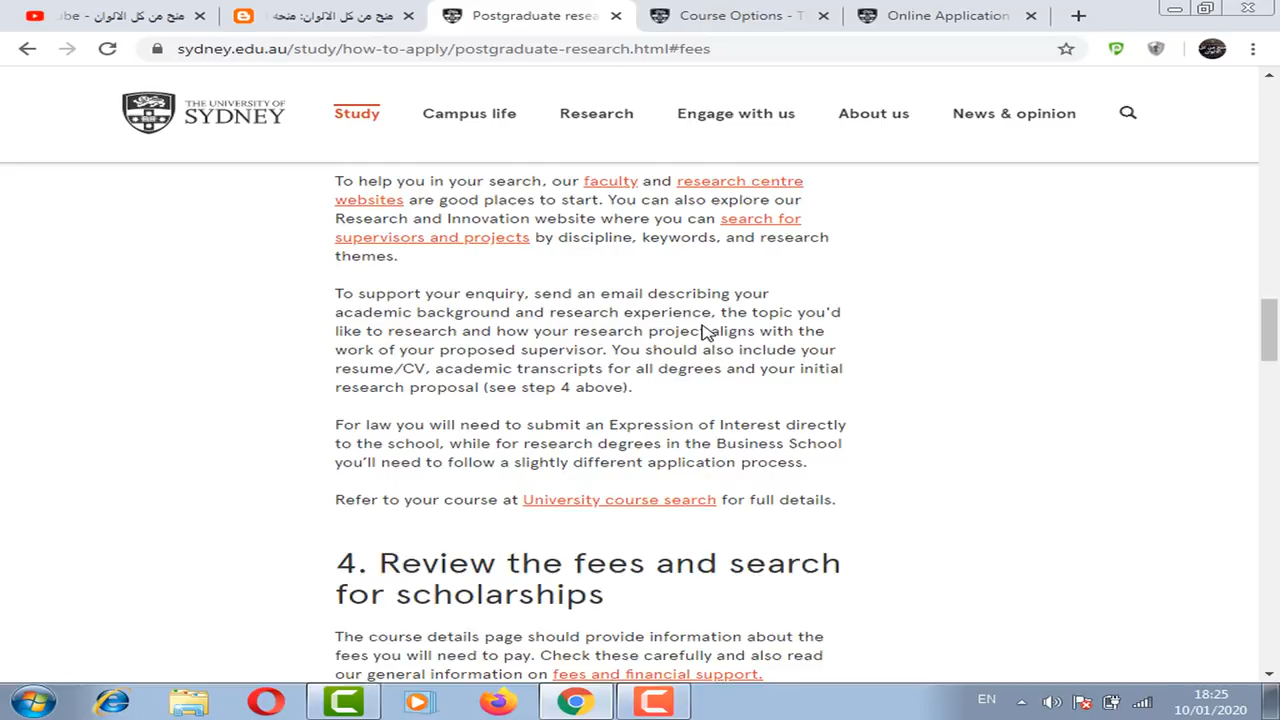 ube - منح من كل الالوان
منح من كل الالوان: منحة
Postgraduate resea
Course Options - T
Online Application
sydney.edu.au/study/how-to-apply/postgraduate-research.html#fees
THE UNIVERSITY OF
SYDNEY
Study
Campus life
Research
Engage with us
About us
News & opinion
To help you in your search, our faculty and research centre
websites are good places to start. You can also explore our
Research and Innovation website where you can search for
supervisors and projects by discipline, keywords, and research
themes.
To support your enquiry, send an email describing your
academic background and research experience, the topic you'd
like to research and how your research project aligns with the
work of your proposed supervisor. You should also include your
resume/CV, academic transcripts for all degrees and your initial
research proposal (see step 4 above).
For law you will need to submit an Expression of Interest directly
to the school, while for research degrees in the Business School
you'll need to follow a slightly different application process.
Refer to your course at University course search for full details.
4. Review the fees and search
for scholarships
The course details page should provide information about the
fees you will need to pay. Check these carefully and also read
our general information on fees and financial support.
EN
18:25
10/01/2020